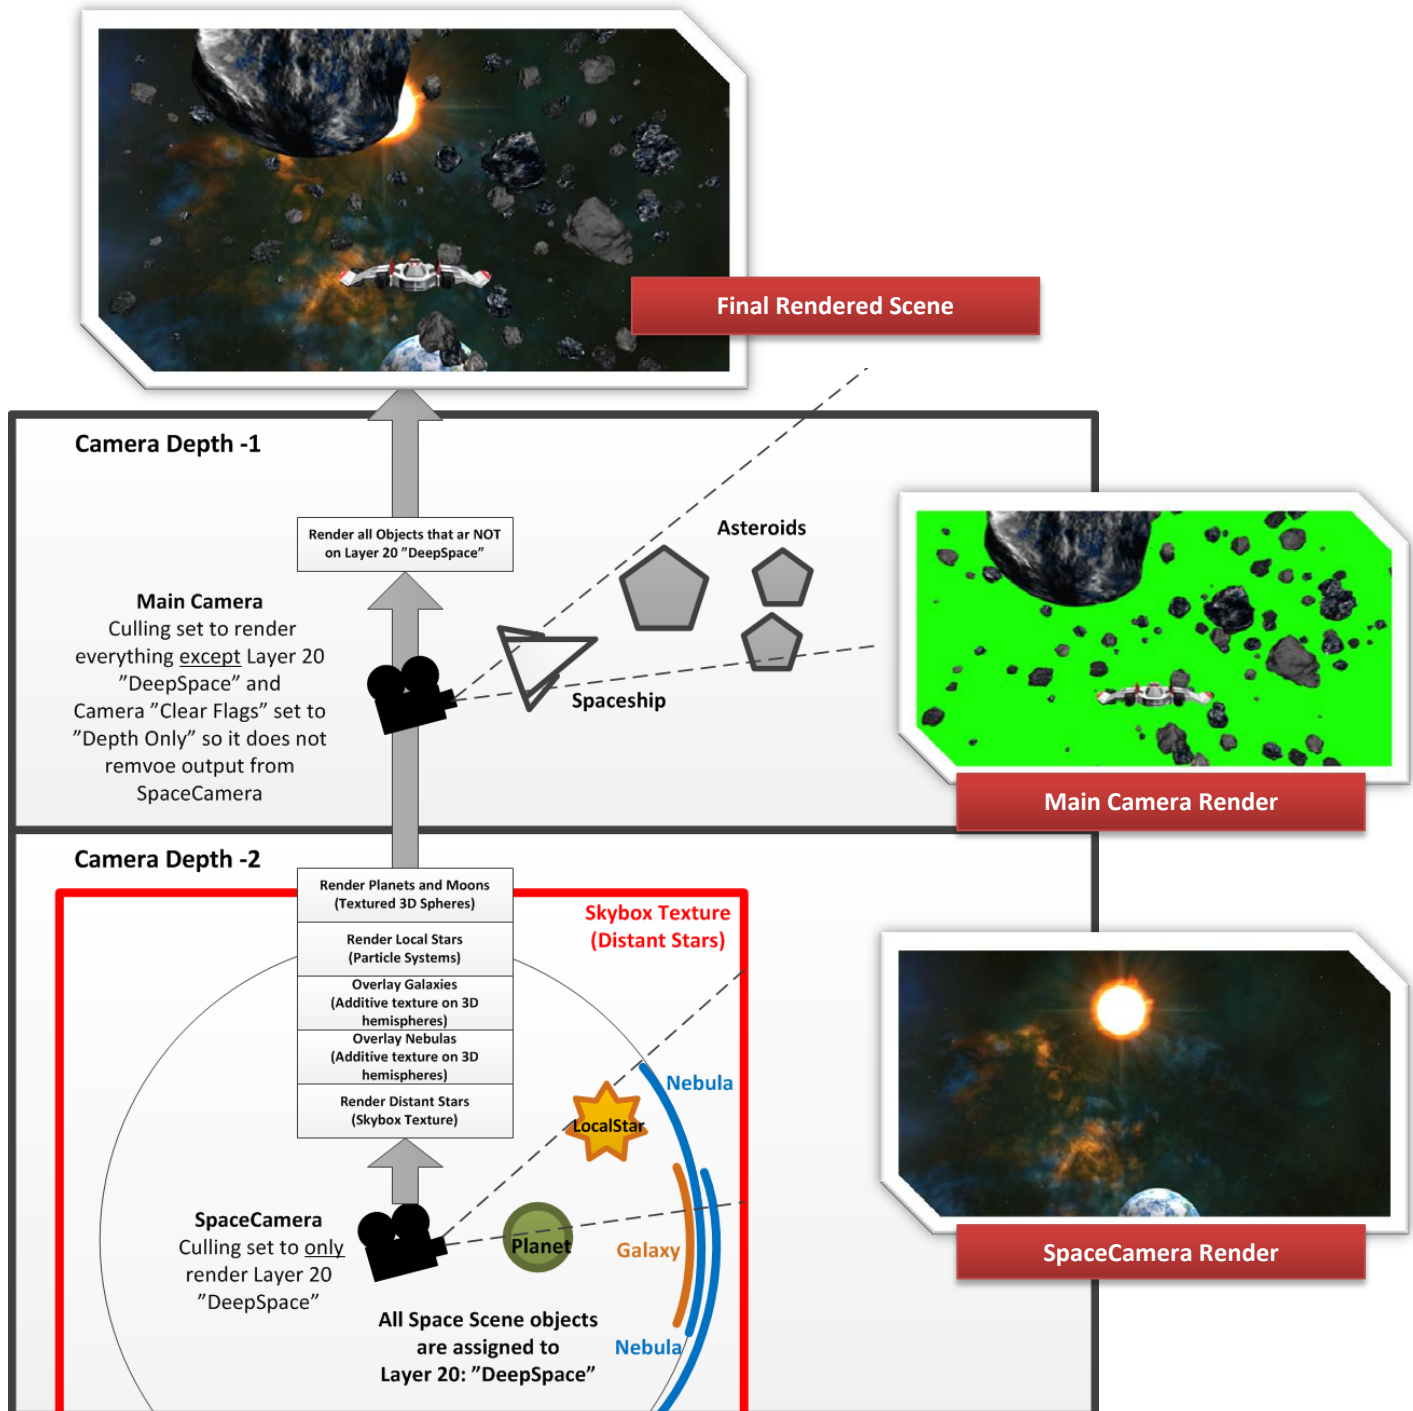 Final Rendered Scene
Camera Depth -1
Render all Objects that ar NOT
on Layer 20 ”DeepSpace”
Asteroids
Main Camera
Culling set to render
everything except Layer 20
”DeepSpace” and
Camera ”Clear Flags” set to
”Depth Only” so it does not
remvoe output from
SpaceCamera
Spaceship
Main Camera Render
Camera Depth -2
Render Planets and Moons
(Textured 3D Spheres)
Render Local Stars
(Particle Systems)
Overlay Galaxies
(Additive texture on 3D
hemispheres)
Overlay Nebulas
(Additive texture on 3D
hemispheres)
Render Distant Stars
(Skybox Texture)
Skybox Texture
(Distant Stars)
Nebula
LocalStar
SpaceCamera
Culling set to only
render Layer 20
”DeepSpace”
Planet
Galaxy
Nebula
All Space Scene objects
are assigned to
Layer 20: ”DeepSpace”
SpaceCamera Render